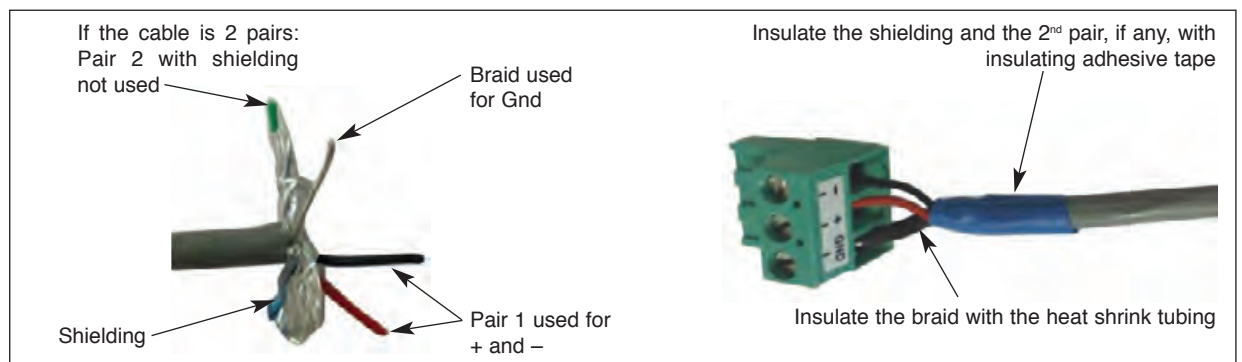 If the cable is 2 pairs:
Pair 2 with shielding
not used
Braid used
for Gnd
Shielding
Pair 1 used for
+ and –
Insulate the shielding and the 2nd pair, if any, with
insulating adhesive tape
–
+
GND
Insulate the braid with the heat shrink tubing